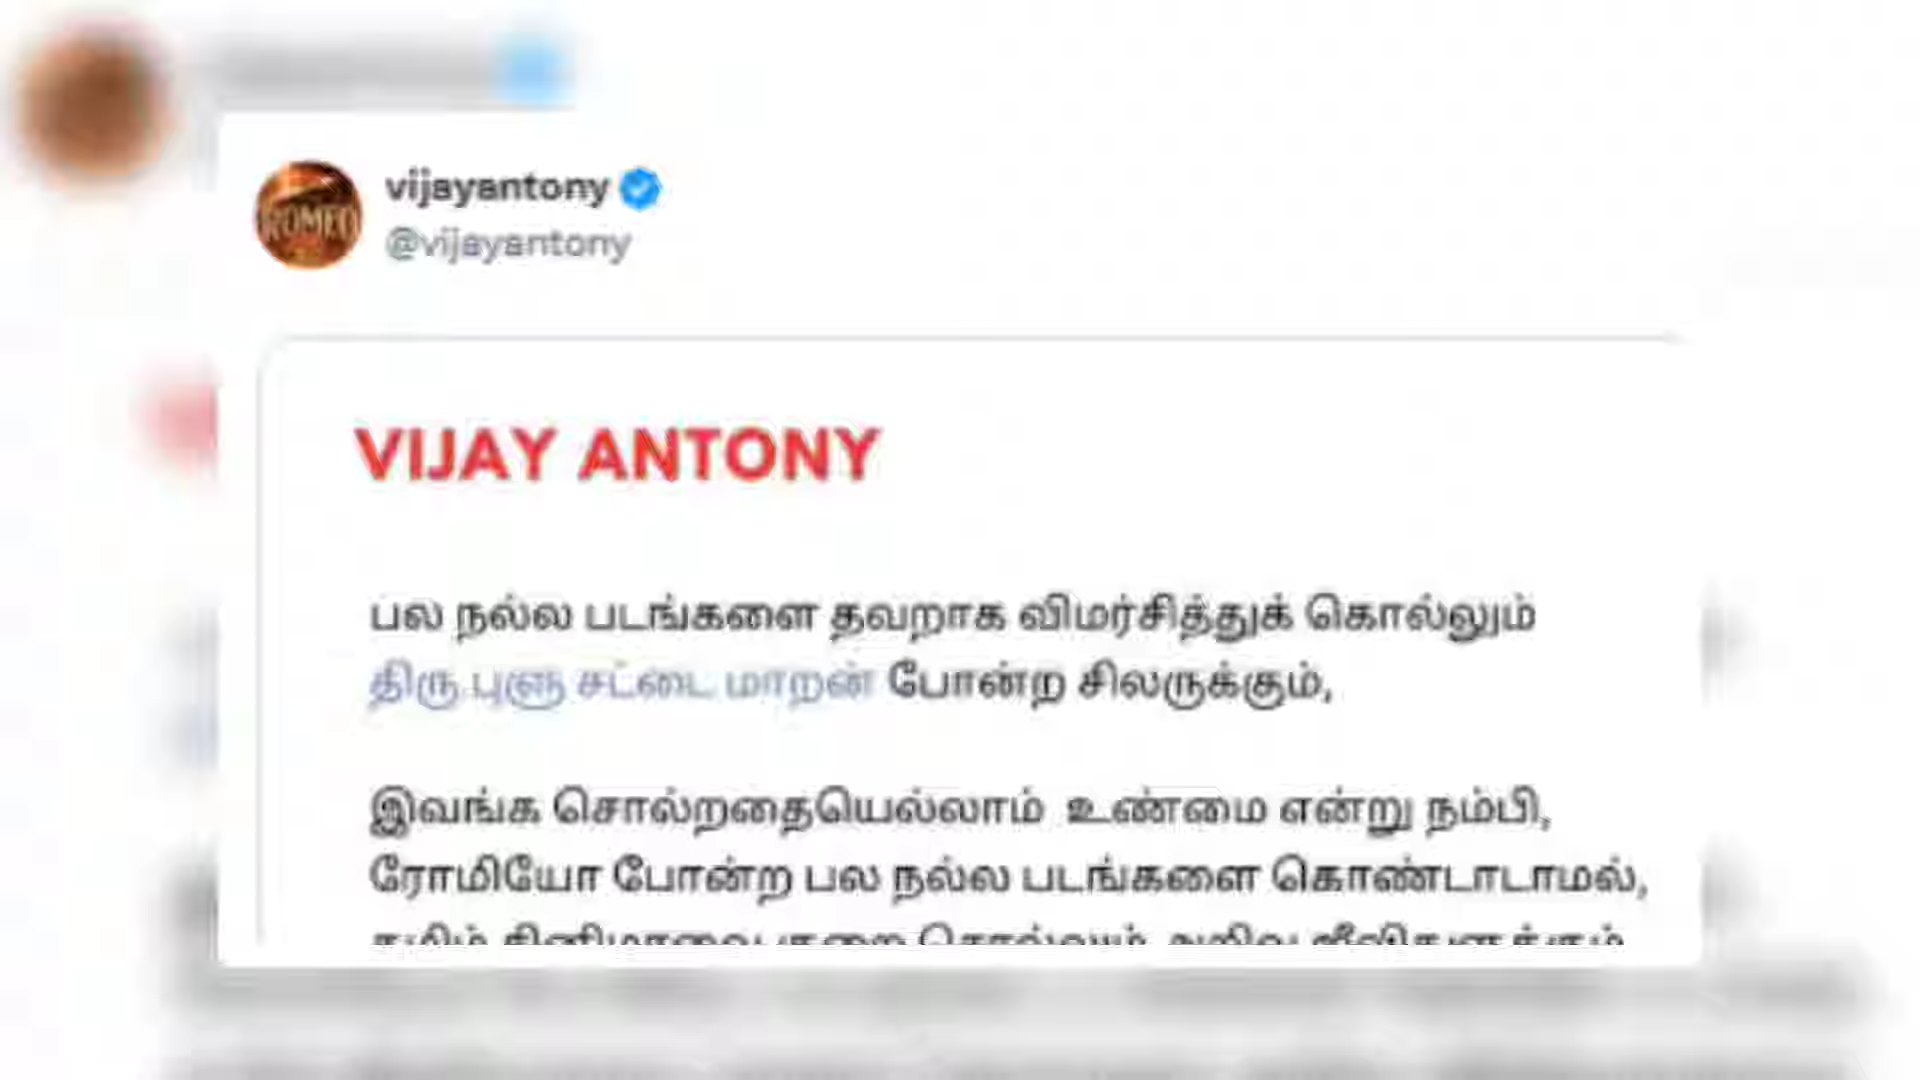 vijayantony
@vijayantony
ROMEO
VIJAY ANTONY
பல நல்ல படங்களை தவறாக விமர்சித்துக் கொல்லும்
திரு புளு சட்டை மாறன் போன்ற சிலருக்கும்,
இவங்க சொல்றதையெல்லாம் உண்மை என்று நம்பி,
ரோமியோ போன்ற பல நல்ல படங்களை கொண்டாடாமல்,